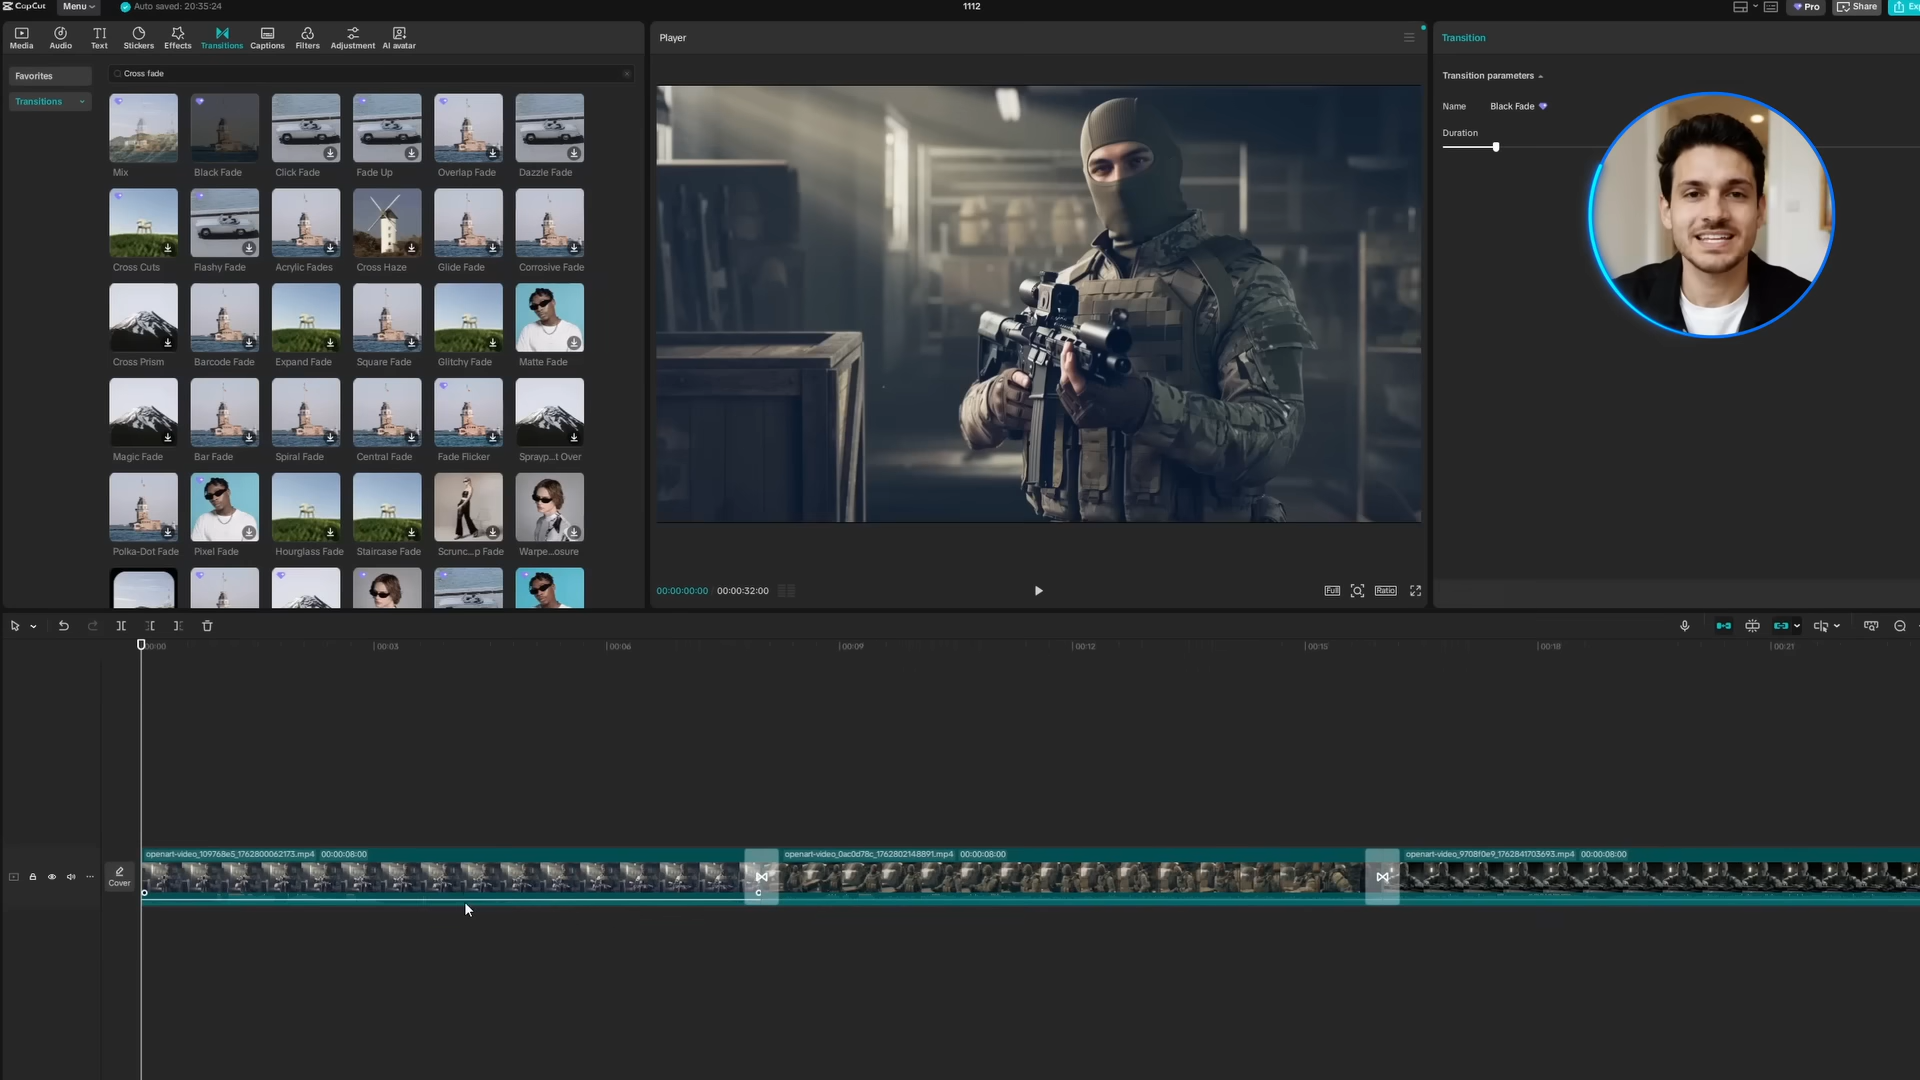 CapCut
Menu
Auto saved: 20:35:24
1112
Pro
Share
Media
Audio
Text
Stickers
Effects
Transitions
Captions
Filters
Adjustment
AI avatar
Player
Transition
Favorites
Transitions
Cross fade
Transition parameters
Name
Black Fade
Duration
Mix
Black Fade
Click Fade
Fade Up
Overlap Fade
Dazzle Fade
Cross Cuts
Flashy Fade
Acrylic Fades
Cross Haze
Glide Fade
Corrosive Fade
Cross Prism
Barcode Fade
Expand Fade
Square Fade
Glitchy Fade
Matte Fade
Magic Fade
Bar Fade
Spiral Fade
Central Fade
Fade Flicker
Sprayp...t Over
Polka-Dot Fade
Pixel Fade
Hourglass Fade
Staircase Fade
Scrunc...p Fade
Warpe...osure
00:00:00:00
00:00:32:00
Full
Ratio
00:00
00:03
00:06
00:09
00:12
00:15
00:18
00:21
Cover
openart-video_109768e5_1762800062173.mp4 00:00:08:00
openart-video_0ac0d78c_1762802148891.mp4 00:00:08:00
openart-video_9708f0e9_1762841703693.mp4 00:00:08:00